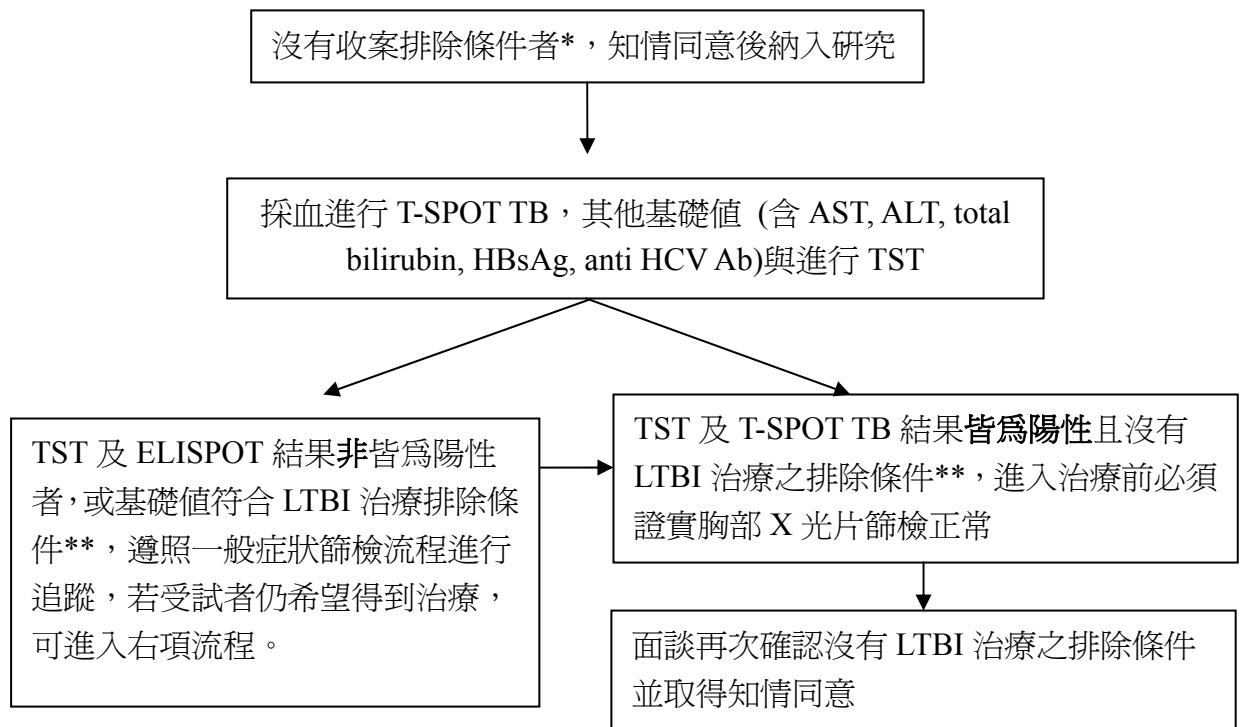 沒有收案排除條件者*，知情同意後納入研究
採血進行 T-SPOT TB，其他基礎值 (含 AST, ALT, total
bilirubin, HBsAg, anti HCV Ab)與進行 TST
TST 及 ELISPOT 結果非皆為陽性
者，或基礎值符合 LTBI 治療排除條
件**，遵照一般症狀篩檢流程進行
追蹤，若受試者仍希望得到治療，
可進入右項流程。
TST 及 T-SPOT TB 結果皆為陽性且沒有
LTBI 治療之排除條件**，進入治療前必須
證實胸部 X 光片篩檢正常
面談再次確認沒有 LTBI 治療之排除條件
並取得知情同意